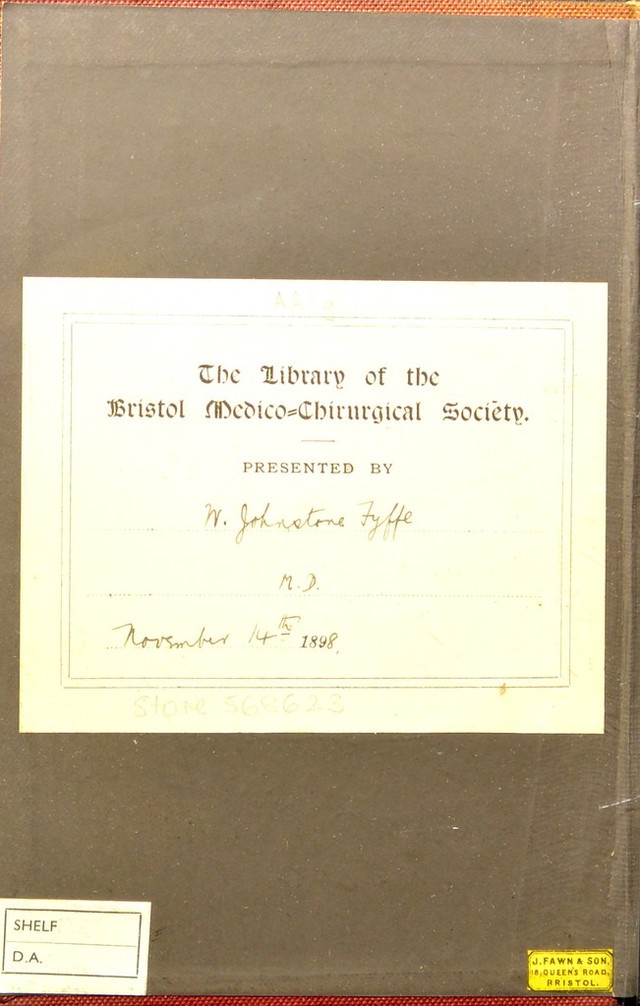 The Library of the
Bristol Medico-Chirurgical Society.
PRESENTED BY
W. Johnstone Fyffe
M.D.
November 14th 1898.
Store 568623
SHELF
D.A.
J. FAWN & SON,
18, QUEEN'S ROAD,
BRISTOL.